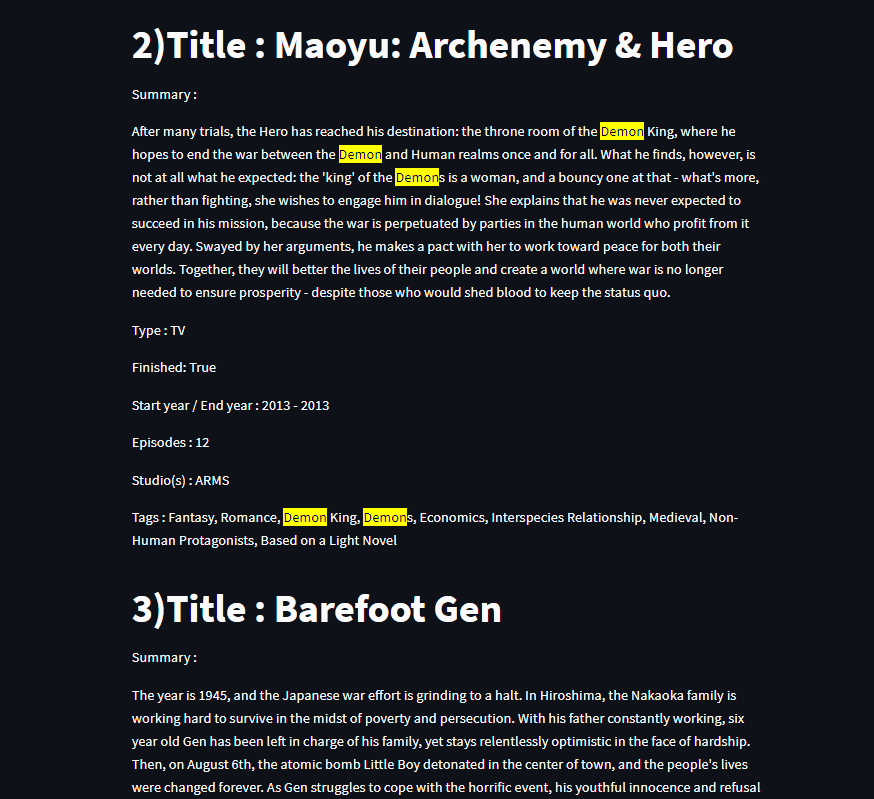 2)Title : Maoyu: Archenemy & Hero
Summary :
After many trials, the Hero has reached his destination: the throne room of the Demon King, where he
hopes to end the war between the Demon and Human realms once and for all. What he finds, however, is
not at all what he expected: the 'king' of the Demons is a woman, and a bouncy one at that - what's more,
rather than fighting, she wishes to engage him in dialogue! She explains that he was never expected to
succeed in his mission, because the war is perpetuated by parties in the human world who profit from it
every day. Swayed by her arguments, he makes a pact with her to work toward peace for both their
worlds. Together, they will better the lives of their people and create a world where war is no longer
needed to ensure prosperity - despite those who would shed blood to keep the status quo.
Type : TV
Finished: True
Start year / End year : 2013 - 2013
Episodes : 12
Studio(s) : ARMS
Tags : Fantasy, Romance, Demon King, Demons, Economics, Interspecies Relationship, Medieval, Non-
Human Protagonists, Based on a Light Novel
3)Title : Barefoot Gen
Summary :
The year is 1945, and the Japanese war effort is grinding to a halt. In Hiroshima, the Nakaoka family is
working hard to survive in the midst of poverty and persecution. With his father constantly working, six
year old Gen has been left in charge of his family, yet stays relentlessly optimistic in the face of hardship.
Then, on August 6th, the atomic bomb Little Boy detonated in the center of town, and the people's lives
were changed forever. As Gen struggles to cope with the horrific event, his youthful innocence and refusal